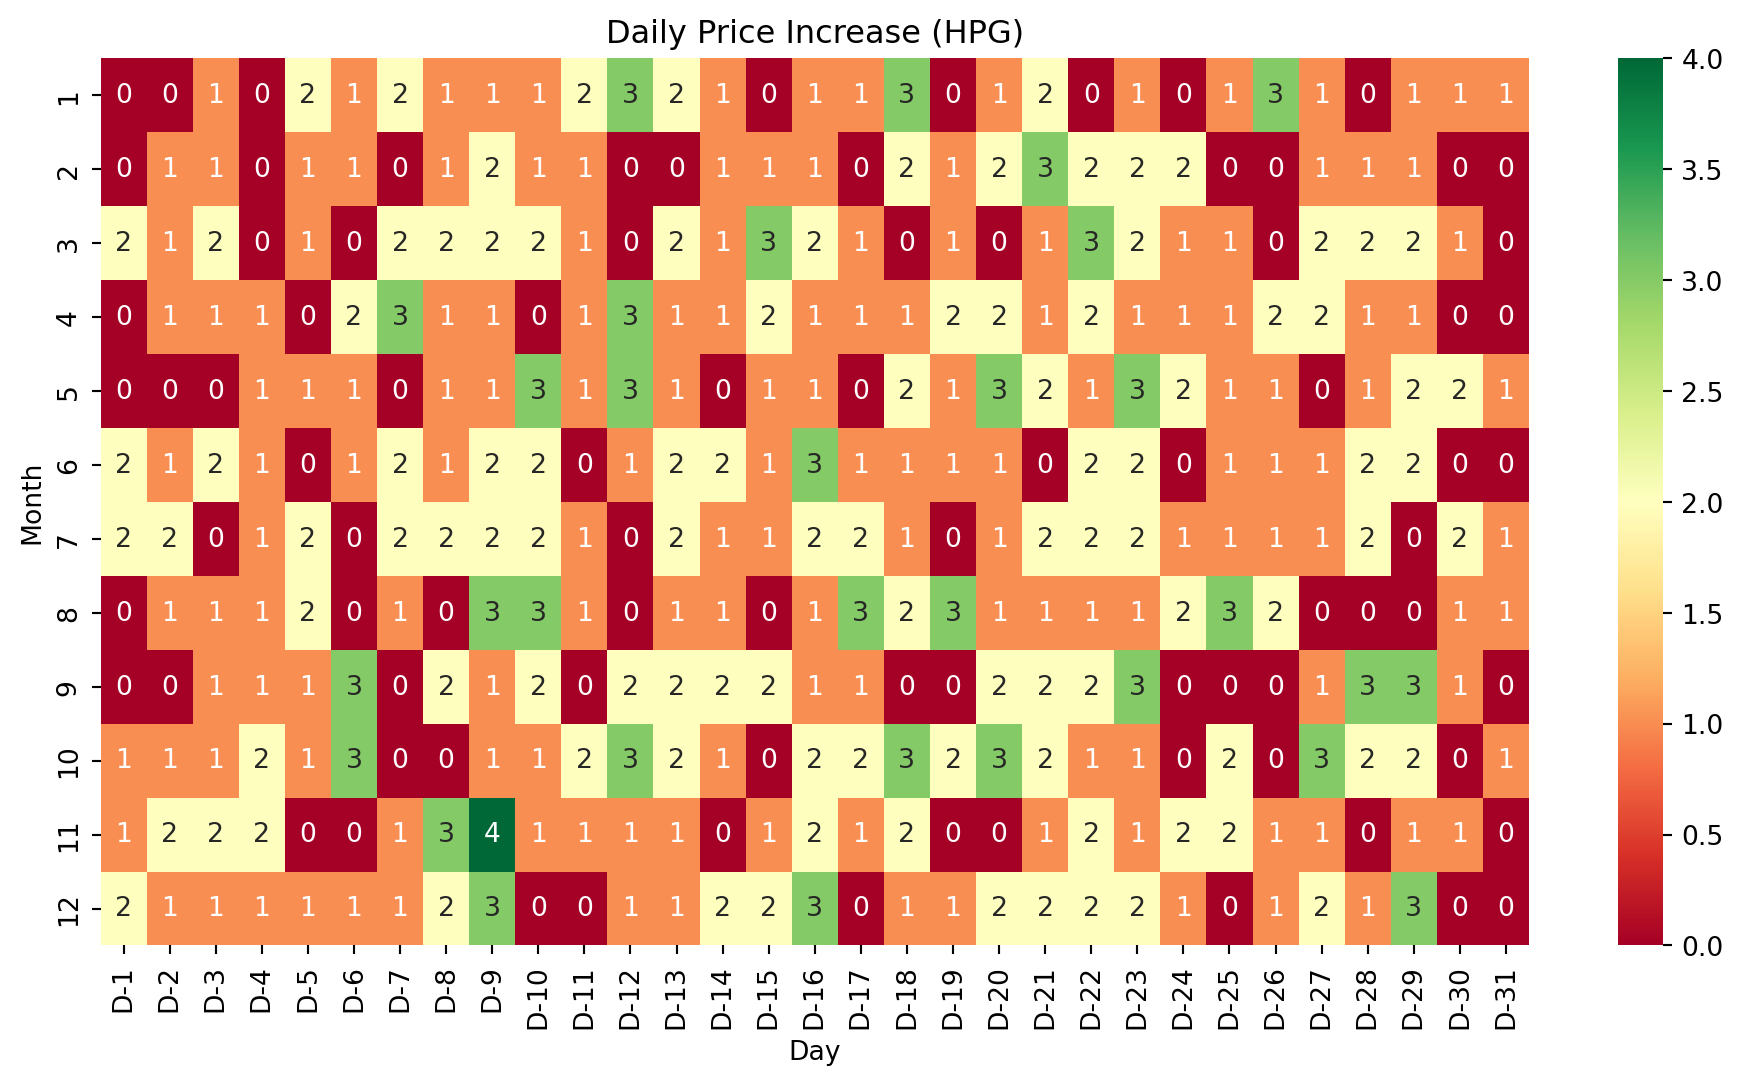 Daily Price Increase (HPG)
1 0 0 1 0 2 1 2 1 1 1 2 3 2 1 0 1 1 3 0 1 2 0 1 0 1 3 1 0 1 1 1
2 0 1 1 0 1 1 0 1 2 1 1 0 0 1 1 1 0 2 1 2 3 2 2 2 0 0 1 1 1 0 0
3 2 1 2 0 1 0 2 2 2 2 1 0 2 1 3 2 1 0 1 0 1 3 2 1 1 0 2 2 2 1 0
4 0 1 1 1 0 2 3 1 1 0 1 3 1 1 2 1 1 1 2 2 1 2 1 1 1 2 2 1 1 0 0
5 0 0 0 1 1 1 0 1 1 3 1 3 1 0 1 1 0 2 1 3 2 1 3 2 1 1 0 1 2 2 1
6 2 1 2 1 0 1 2 1 2 2 0 1 2 2 1 3 1 1 1 1 0 2 2 0 1 1 1 2 2 0 0
7 2 2 0 1 2 0 2 2 2 2 1 0 2 1 1 2 2 1 0 1 2 2 2 1 1 1 1 2 0 2 1
8 0 1 1 1 2 0 1 0 3 3 1 0 1 1 0 1 3 2 3 1 1 1 1 2 3 2 0 0 0 1 1
9 0 0 1 1 1 3 0 2 1 2 0 2 2 2 2 1 1 0 0 2 2 2 3 0 0 0 1 3 3 1 0
10 1 1 1 2 1 3 0 0 1 1 2 3 2 1 0 2 2 3 2 3 2 1 1 0 2 0 3 2 2 0 1
11 1 2 2 2 0 0 1 3 4 1 1 1 1 0 1 2 1 2 0 0 1 2 1 2 2 1 1 0 1 1 0
12 2 1 1 1 1 1 1 2 3 0 0 1 1 2 2 3 0 1 1 2 2 2 2 1 0 1 2 1 3 0 0
Month
D-1 D-2 D-3 D-4 D-5 D-6 D-7 D-8 D-9 D-10 D-11 D-12 D-13 D-14 D-15 D-16 D-17 D-18 D-19 D-20 D-21 D-22 D-23 D-24 D-25 D-26 D-27 D-28 D-29 D-30 D-31
Day
4.0
3.5
3.0
2.5
2.0
1.5
1.0
0.5
0.0